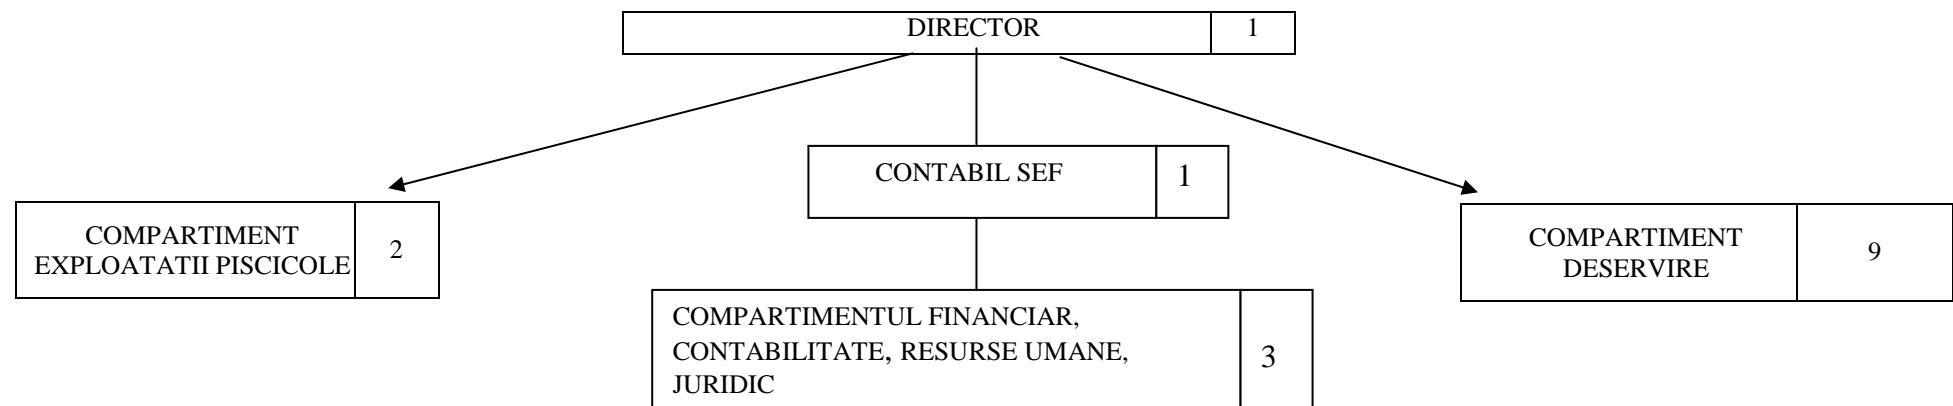 DIRECTOR 1
CONTABIL SEF 1
COMPARTIMENT
EXPLOATATII PISCICOLE 2
COMPARTIMENT
DESERVIRE 9
COMPARTIMENTUL FINANCIAR,
CONTABILITATE, RESURSE UMANE,
JURIDIC 3